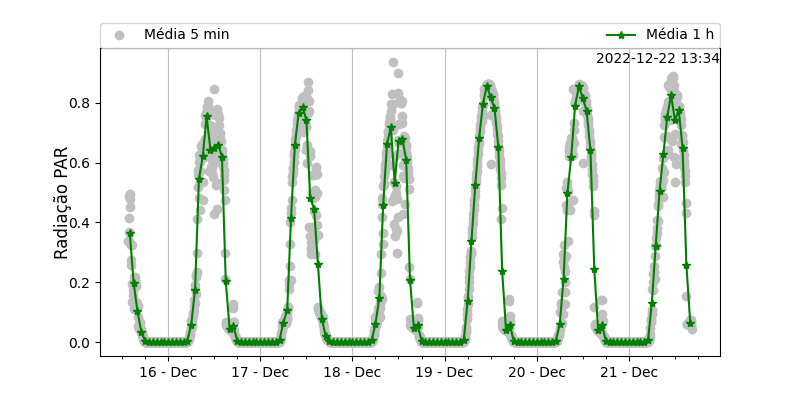 Média 5 min
Média 1 h
2022-12-22 13:34
Radiação PAR
0.8
0.6
0.4
0.2
0.0
16 - Dec
17 - Dec
18 - Dec
19 - Dec
20 - Dec
21 - Dec